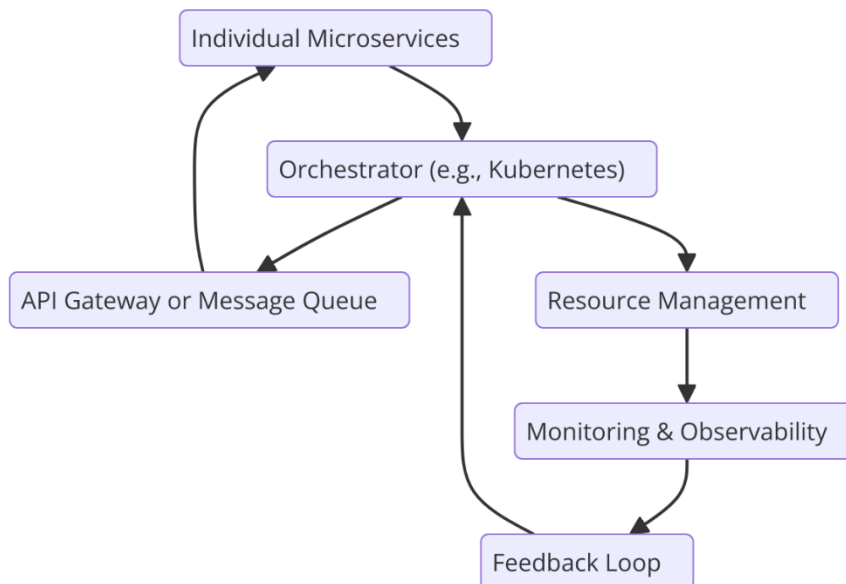 Individual Microservices
Orchestrator (e.g., Kubernetes)
API Gateway or Message Queue
Resource Management
Monitoring & Observability
Feedback Loop